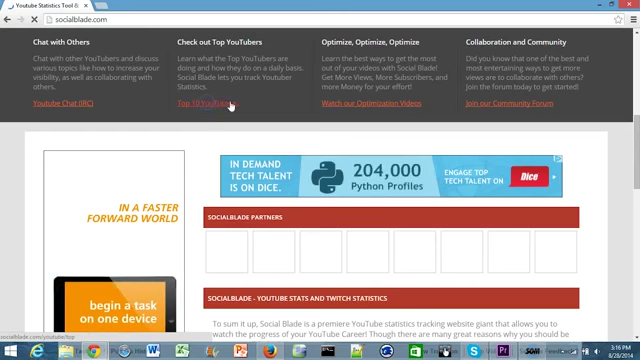 Youtube Statistics Tool &
socialblade.com
Chat with Others
Chat with other YouTubers and discuss
various topics like how to increase your
visibility, as well as collaborating with
others.
Youtube Chat (IRC)
Check out Top YouTubers
Learn what the Top YouTubers are
doing and how they do on a daily basis.
Social Blade lets you track Youtuber
Statistics.
Top 10 YouTubers
Optimize, Optimize, Optimize
Learn the best ways to get the most
out of your videos with Social Blade!
Get More Views, More Subscribers, and
more Money for your effort!
Watch our Optimization Videos
Collaboration and Community
Did you know that one of the best and
most entertaining ways to get more
views are to collaborate with others?
Join the forum today to get started!
Join our Community Forum
IN A FASTER
FORWARD WORLD
begin a task
on one device
IN DEMAND
TECH TALENT
IS ON DICE.
204,000
Python Profiles
ENGAGE
TOP TECH
TALENT ON
Dice
SOCIALBLADE PARTNERS
SOCIALBLADE - YOUTUBE STATS AND TWITCH STATISTICS
To sum it up, Social Blade is a premiere YouTube statistics tracking website giant that allows you to
watch the progress of your YouTube Career! Though there are many great reasons why you should be
socialblade.com/youtube/top
3:16 PM
8/28/2014